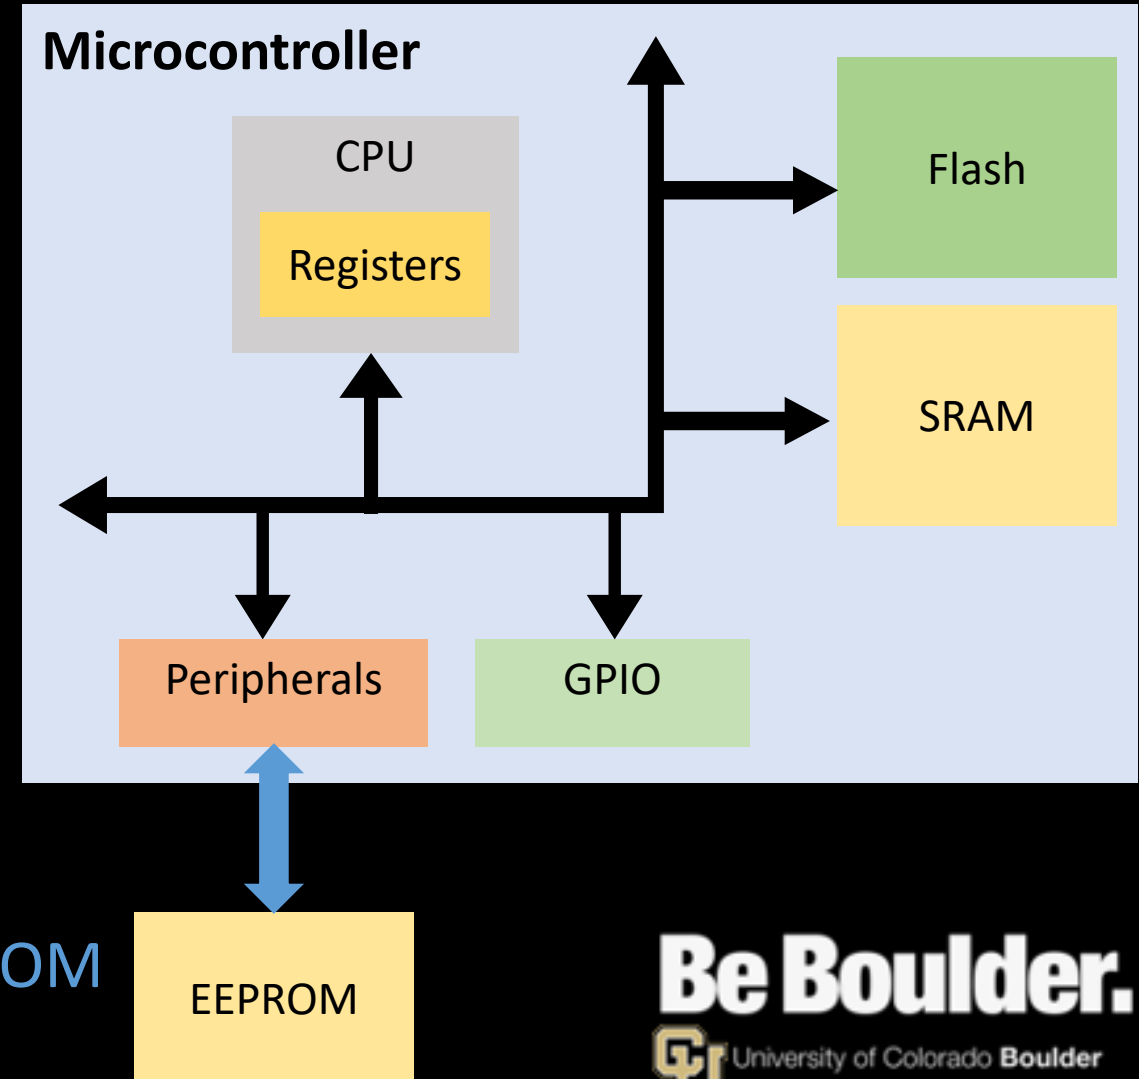 Microcontroller
CPU
Registers
Flash
SRAM
Peripherals
GPIO
OM
EEPROM
Be Boulder.
University of Colorado Boulder